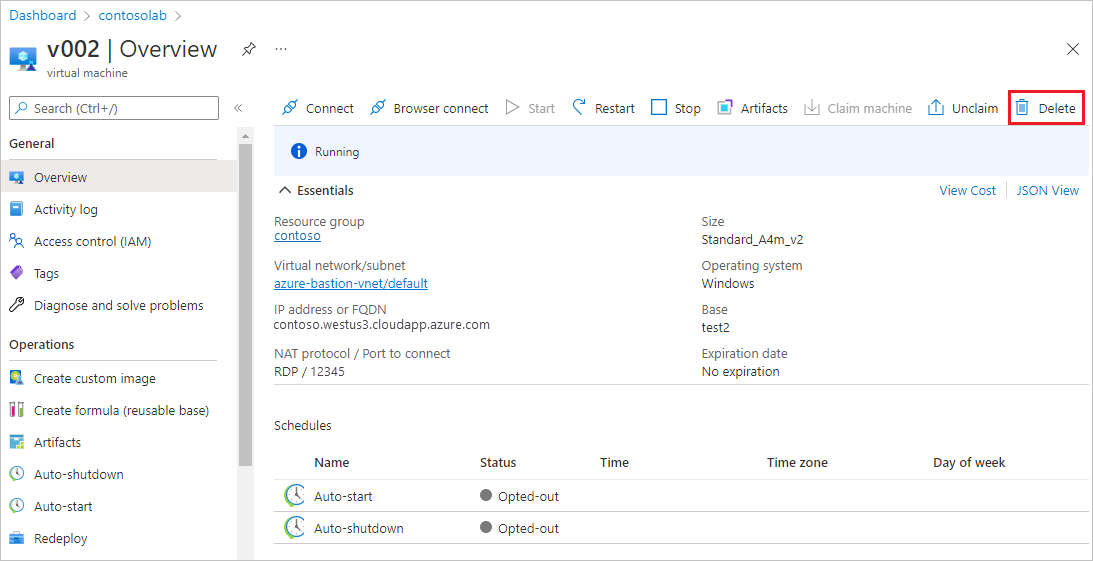 Dashboard > contosolab >
v002 | Overview ...
virtual machine
Search (Ctrl+/) «
Connect Browser connect Start Restart Stop Artifacts Claim machine Unclaim Delete
Running
General
Overview
Activity log
Access control (IAM)
Tags
Diagnose and solve problems
Operations
Create custom image
Create formula (reusable base)
Artifacts
Auto-shutdown
Auto-start
Redeploy
Essentials View Cost JSON View
Resource group
contoso
Virtual network/subnet
azure-bastion-vnet/default
IP address or FQDN
contoso.westus3.cloudapp.azure.com
NAT protocol / Port to connect
RDP / 12345
Size
Standard_A4m_v2
Operating system
Windows
Base
test2
Expiration date
No expiration
Schedules
Name Status Time Time zone Day of week
Auto-start Opted-out
Auto-shutdown Opted-out